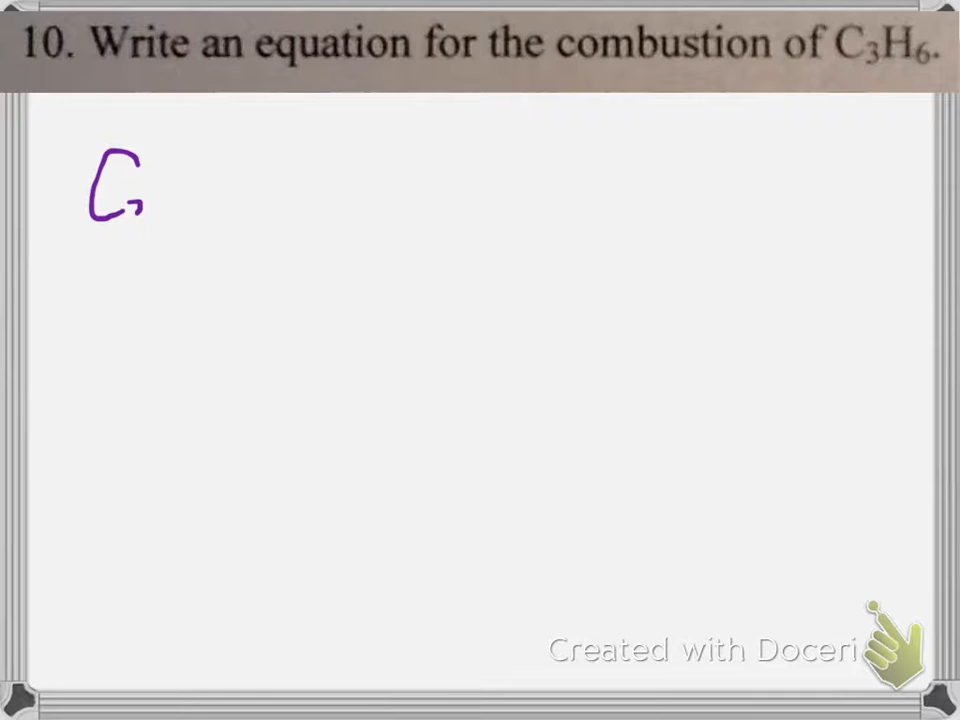 10. Write an equation for the combustion of C₃H₆.
C
Created with Doceri